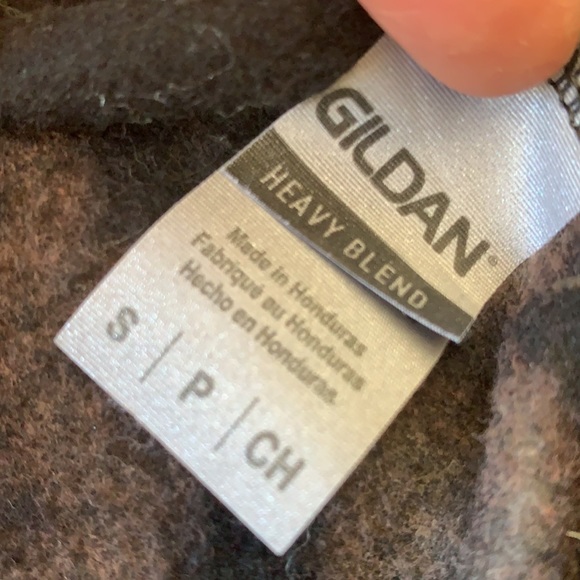 GILDAN®
HEAVY BLEND
Made in Honduras
Fabriqué au Honduras
Hecho en Honduras.
S / P / CH